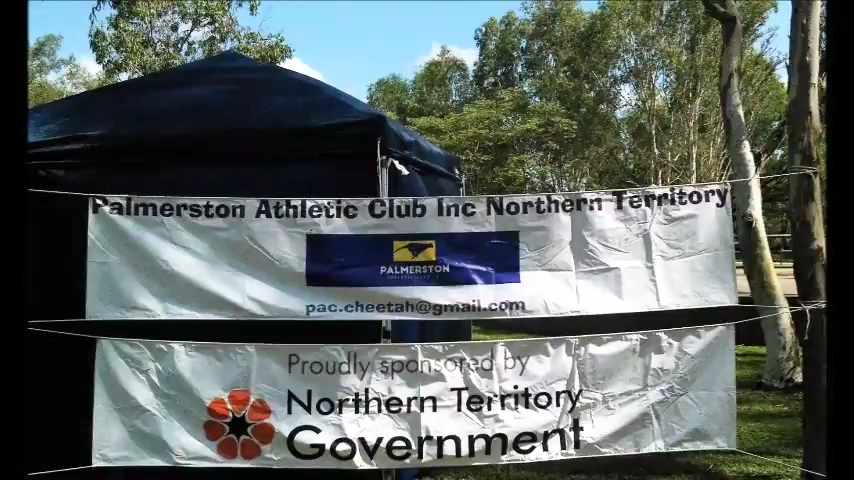 Palmerston Athletic Club Inc Northern Territory
PALMERSTON
pac.cheetah@gmail.com
Proudly sponsored by
Northern Territory
Government